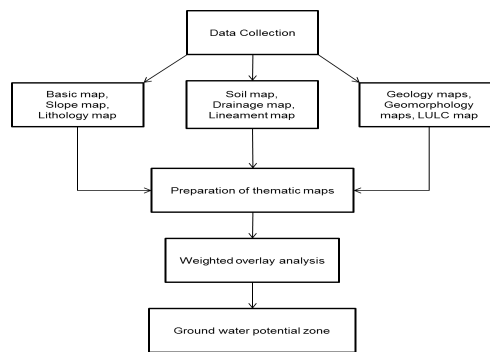 Data Collection
Basic map,
Slope map,
Lithology map
Soil map,
Drainage map,
Lineament map
Geology maps,
Geomorphology
maps, LULC map
Preparation of thematic maps
Weighted overlay analysis
Ground water potential zone